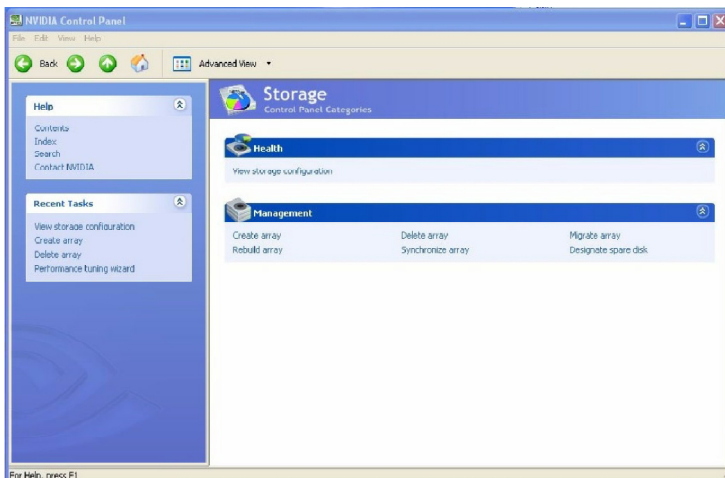 NVIDIA Control Panel
File Edit View Help
Back Advanced View
Storage
Control Panel Categories
Help
Contents
Index
Search
Contact NVIDIA
Recent Tasks
View storage configuration
Create array
Delete array
Performance tuning wizard
Health
View storage configuration
Management
Create array Delete array Migrate array
Rebuild array Synchronize array Designate spare disk
For Help, press F1